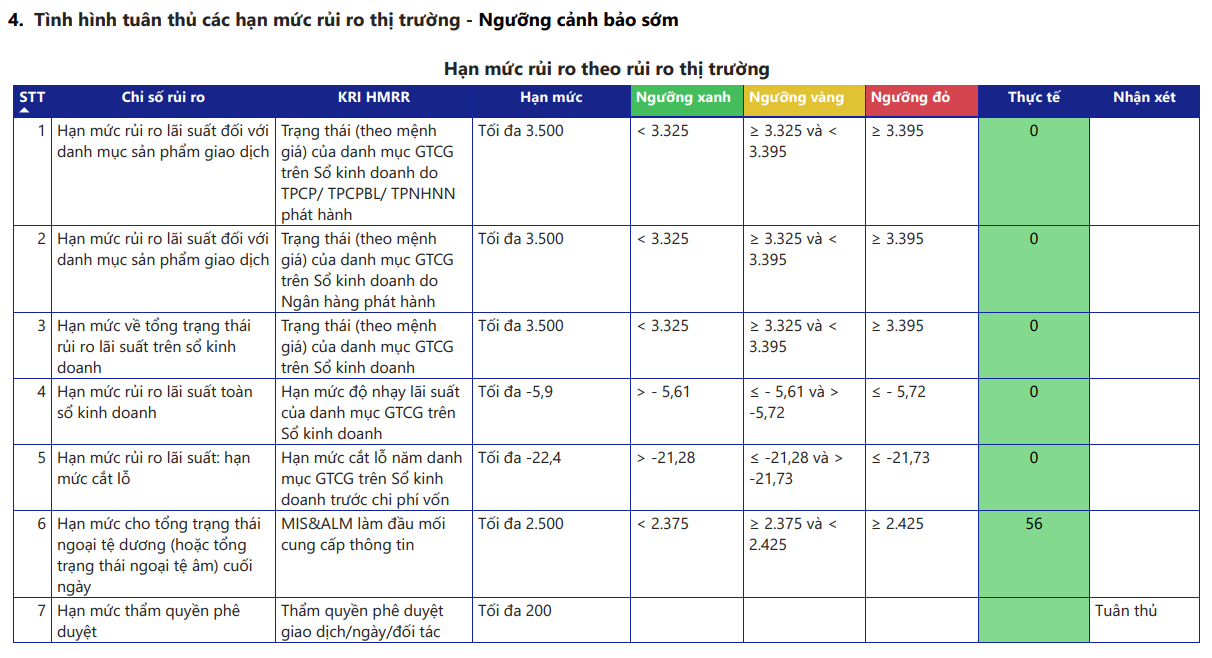 4. Tình hình tuân thủ các hạn mức rủi ro thị trường - Ngưỡng cảnh bảo sớm
Hạn mức rủi ro theo rủi ro thị trường
STT Chỉ số rủi ro KRI HMRR Hạn mức Ngưỡng xanh Ngưỡng vàng Ngưỡng đỏ Thực tế Nhận xét
1 Hạn mức rủi ro lãi suất đối với Trạng thái (theo mệnh Tối đa 3.500 < 3.325 ≥ 3.325 và < ≥ 3.395 0
danh mục sản phẩm giao dịch giá) của danh mục GTCG 3.395
trên Sổ kinh doanh do
TPCP/ TPCPBL/ TPNHNN
phát hành
2 Hạn mức rủi ro lãi suất đối với Trạng thái (theo mệnh Tối đa 3.500 < 3.325 ≥ 3.325 và < ≥ 3.395 0
danh mục sản phẩm giao dịch giá) của danh mục GTCG 3.395
trên Sổ kinh doanh do
Ngân hàng phát hành
3 Hạn mức về tổng trạng thái Trạng thái (theo mệnh Tối đa 3.500 < 3.325 ≥ 3.325 và < ≥ 3.395 0
rủi ro lãi suất trên sổ kinh giá) của danh mục GTCG 3.395
doanh trên Sổ kinh doanh
4 Hạn mức rủi ro lãi suất toàn Hạn mức độ nhạy lãi suất Tối đa -5,9 > - 5,61 ≤ - 5,61 và > ≤ - 5,72 0
sổ kinh doanh của danh mục GTCG trên -5,72
Sổ kinh doanh
5 Hạn mức rủi ro lãi suất: hạn Hạn mức cắt lỗ năm danh Tối đa -22,4 > -21,28 ≤ -21,28 và > ≤ -21,73 0
mức cắt lỗ mục GTCG trên Sổ kinh -21,73
doanh trước chi phí vốn
6 Hạn mức cho tổng trạng thái MIS&ALM làm đầu mối Tối đa 2.500 < 2.375 ≥ 2.375 và < ≥ 2.425 56
ngoại tệ dương (hoặc tổng cung cấp thông tin 2.425
trạng thái ngoại tệ âm) cuối
ngày
7 Hạn mức thẩm quyền phê Thẩm quyền phê duyệt Tối đa 200 Tuân thủ
duyệt giao dịch/ngày/đối tác